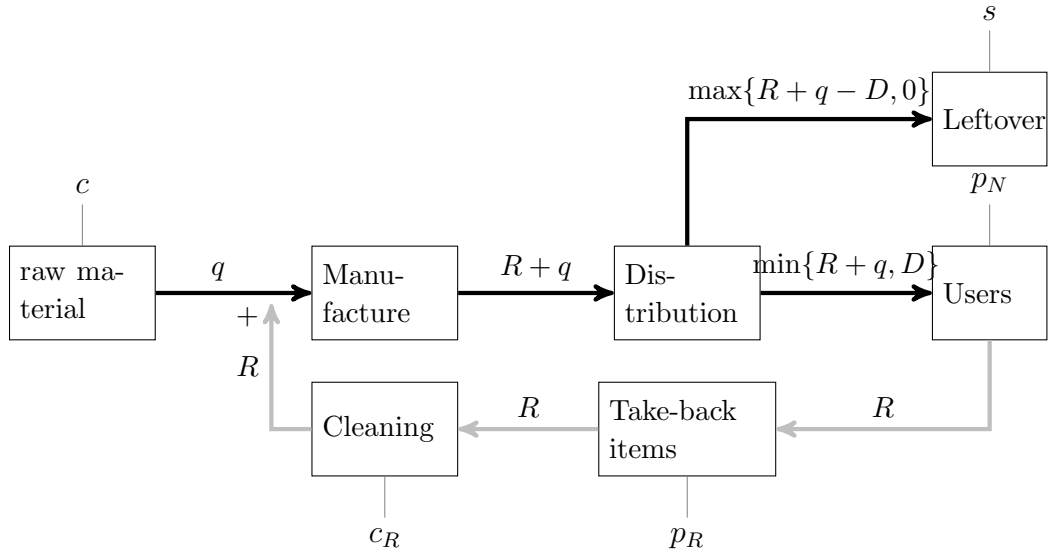 s
max{R + q − D, 0}
Leftover
c
p_N
raw ma-
terial
q
+
Manu-
facture
R + q
Dis-
tribution
min{R + q, D}
Users
R
Cleaning
R
Take-back
items
R
c_R
p_R